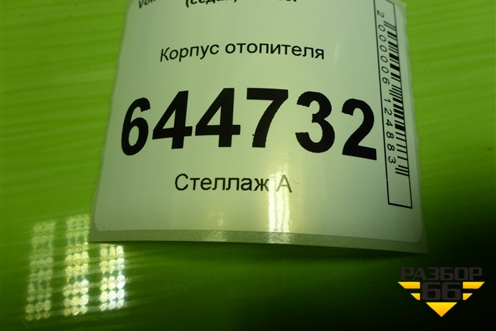 Корпус отопителя
644732
Стеллаж А
2000006124883
РАЗБОР
66